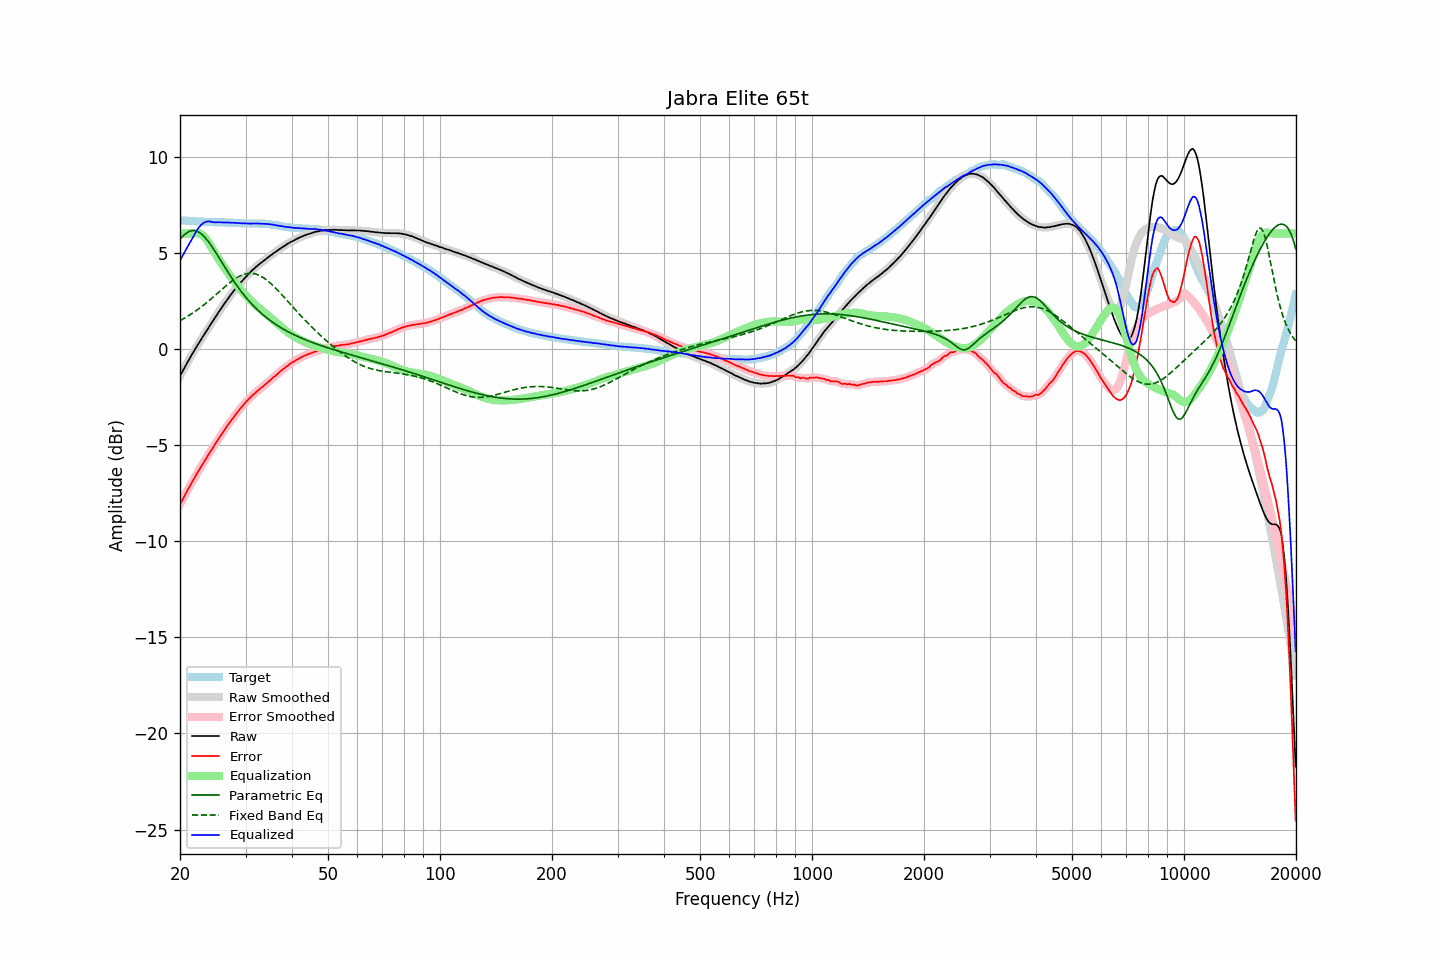 Jabra Elite 65t
Amplitude (dBr)
10
5
0
−5
−10
−15
−20
−25
Target
Raw Smoothed
Error Smoothed
Raw
Error
Equalization
Parametric Eq
Fixed Band Eq
Equalized
20 50 100 200 500 1000 2000 5000 10000 20000
Frequency (Hz)